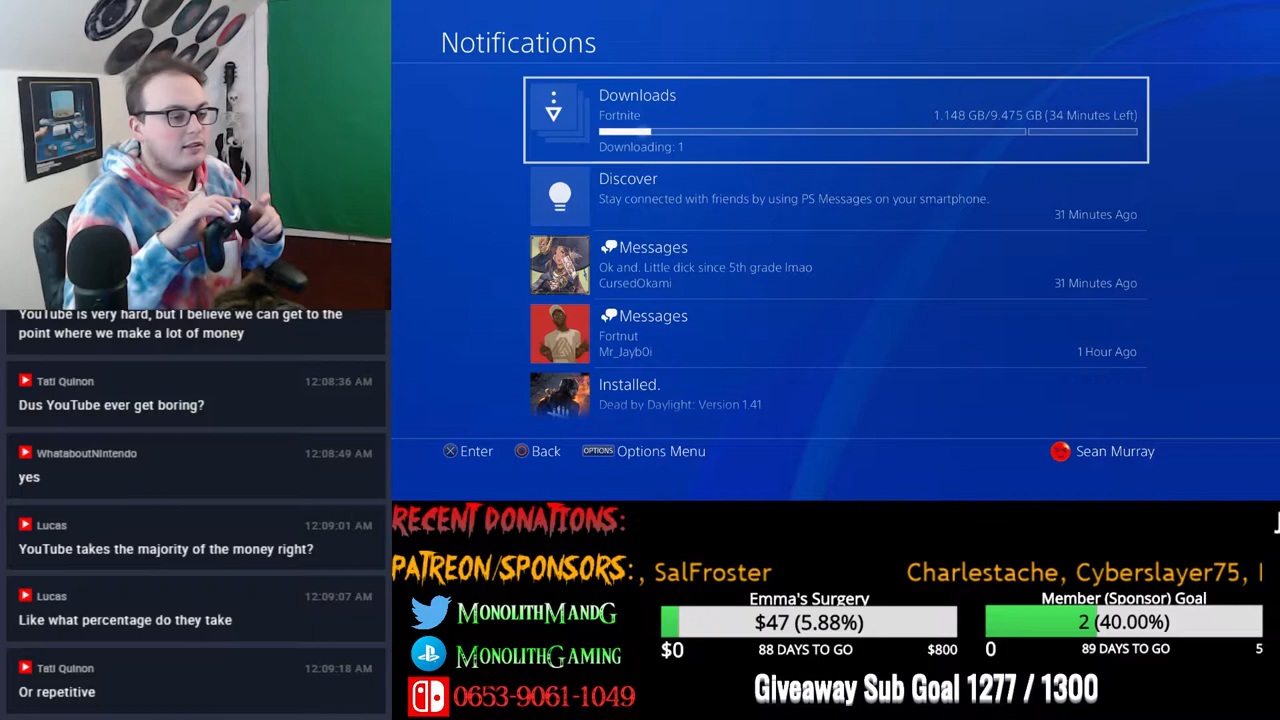 Notifications
Downloads
Fortnite
1.148 GB/9.475 GB (34 Minutes Left)
Downloading: 1
Discover
Stay connected with friends by using PS Messages on your smartphone.
31 Minutes Ago
Messages
Ok and. Little dick since 5th grade lmao
CursedOkami
31 Minutes Ago
Messages
Fortnut
Mr_Jayb0i
1 Hour Ago
Installed.
Dead by Daylight: Version 1.41
Enter
Back
OPTIONS Options Menu
Sean Murray
YouTube is very hard, but I believe we can get to the
point where we make a lot of money
Tati Quinon 12:08:36 AM
Dus YouTube ever get boring?
WhataboutNintendo 12:08:49 AM
yes
Lucas 12:09:01 AM
YouTube takes the majority of the money right?
Lucas 12:09:07 AM
Like what percentage do they take
Tati Quinon 12:09:18 AM
Or repetitive
RECENT DONATIONS:
PATREON/SPONSORS: , SalFroster Charlestache, Cyberslayer75,
MonolithMandG
MonolithGaming
0653-9061-1049
Emma's Surgery
$47 (5.88%)
$0 88 DAYS TO GO $800
Member (Sponsor) Goal
2 (40.00%)
0 89 DAYS TO GO 5
Giveaway Sub Goal 1277 / 1300